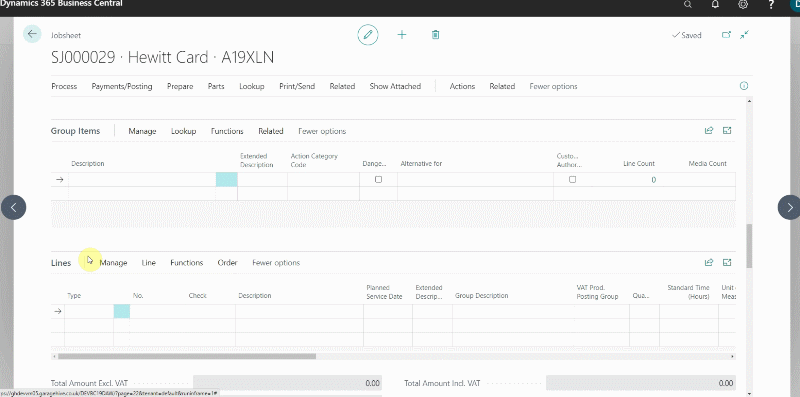 Dynamics 365 Business Central
?
Jobsheet
Saved
SJ000029 · Hewitt Card · A19XLN
Process Payments/Posting Prepare Parts Lookup Print/Send Related Show Attached Actions Related Fewer options
Group Items Manage Lookup Functions Related Fewer options
Description Extended Description Action Category Code Dange... Alternative for Custo... Author... Line Count Media Count
0
Lines Manage Line Functions Order Fewer options
Type No. Check Description Planned Service Date Extended Descrip... Group Description VAT Prod. Posting Group Qua... Standard Time (Hours) Unit Meas
Total Amount Excl. VAT 0.00 Total Amount Incl. VAT 0.00